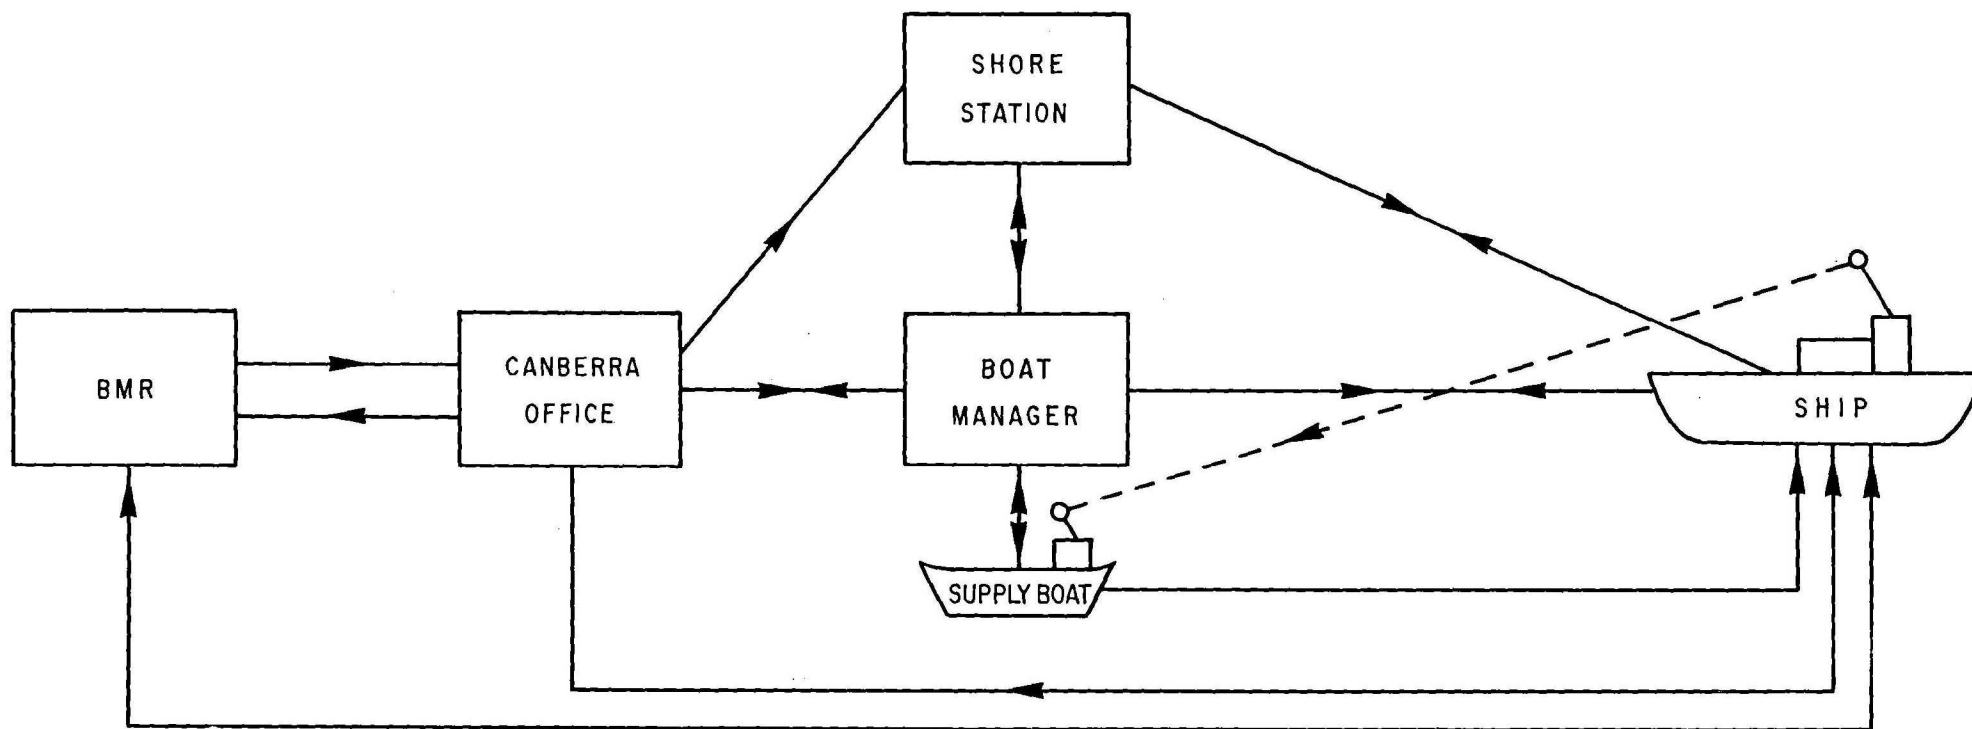 SHORE
STATION
BMR
CANBERRA
OFFICE
BOAT
MANAGER
SHIP
SUPPLY BOAT